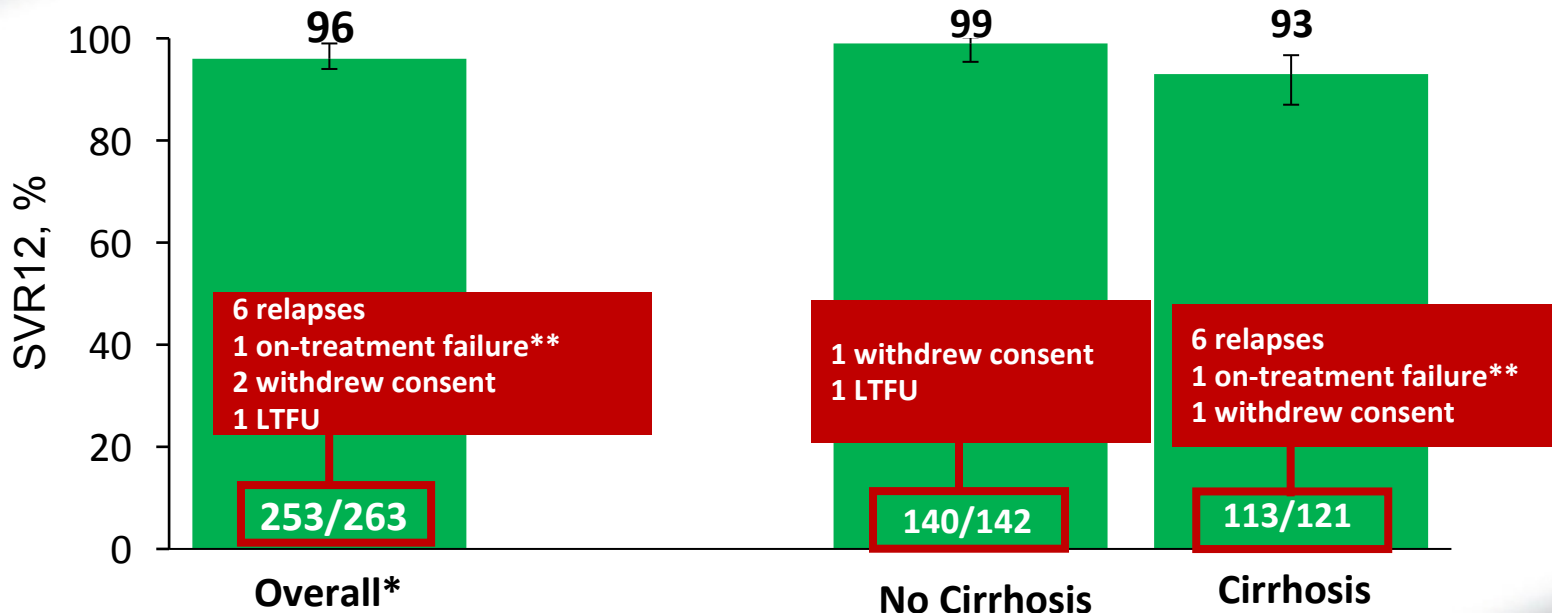 SVR12, %
100
80
60
40
20
0
96
6 relapses
1 on-treatment failure**
2 withdrew consent
1 LTFU
253/263
Overall*
99
1 withdrew consent
1 LTFU
140/142
No Cirrhosis
93
6 relapses
1 on-treatment failure**
1 withdrew consent
113/121
Cirrhosis